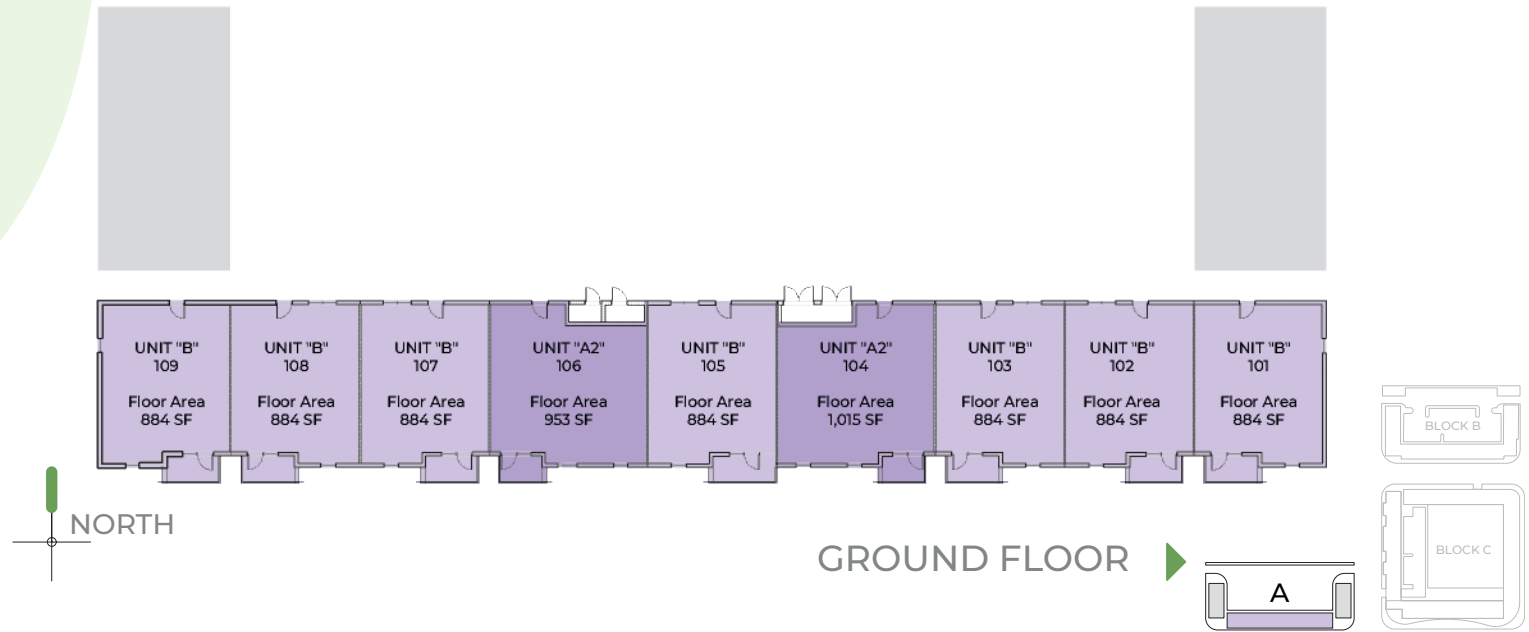 UNIT "B"
109
Floor Area
884 SF
UNIT "B"
108
Floor Area
884 SF
UNIT "B"
107
Floor Area
884 SF
UNIT "A2"
106
Floor Area
953 SF
UNIT "B"
105
Floor Area
884 SF
UNIT "A2"
104
Floor Area
1,015 SF
UNIT "B"
103
Floor Area
884 SF
UNIT "B"
102
Floor Area
884 SF
UNIT "B"
101
Floor Area
884 SF
NORTH
GROUND FLOOR
A
BLOCK B
BLOCK C